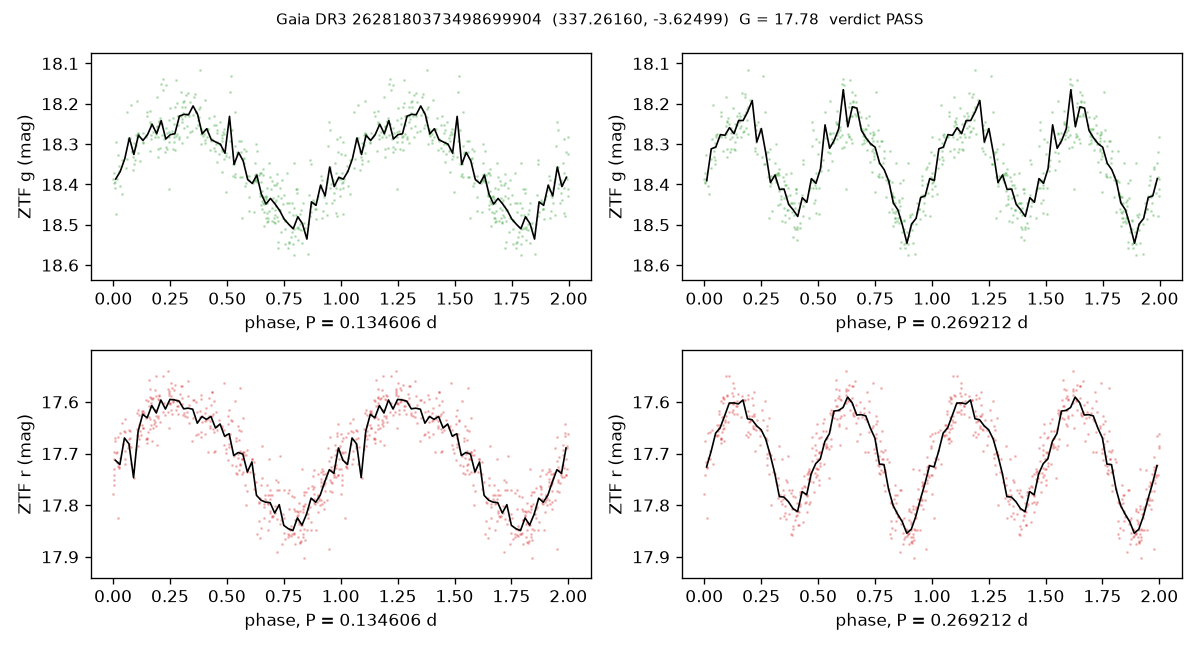 Gaia DR3 2628180373498699904 (337.26160, -3.62499) G = 17.78 verdict PASS
ZTF g (mag)
18.1
18.2
18.3
18.4
18.5
18.6
0.00 0.25 0.50 0.75 1.00 1.25 1.50 1.75 2.00
phase, P = 0.134606 d
ZTF g (mag)
18.1
18.2
18.3
18.4
18.5
18.6
0.00 0.25 0.50 0.75 1.00 1.25 1.50 1.75 2.00
phase, P = 0.269212 d
ZTF r (mag)
17.6
17.7
17.8
17.9
0.00 0.25 0.50 0.75 1.00 1.25 1.50 1.75 2.00
phase, P = 0.134606 d
ZTF r (mag)
17.6
17.7
17.8
17.9
0.00 0.25 0.50 0.75 1.00 1.25 1.50 1.75 2.00
phase, P = 0.269212 d